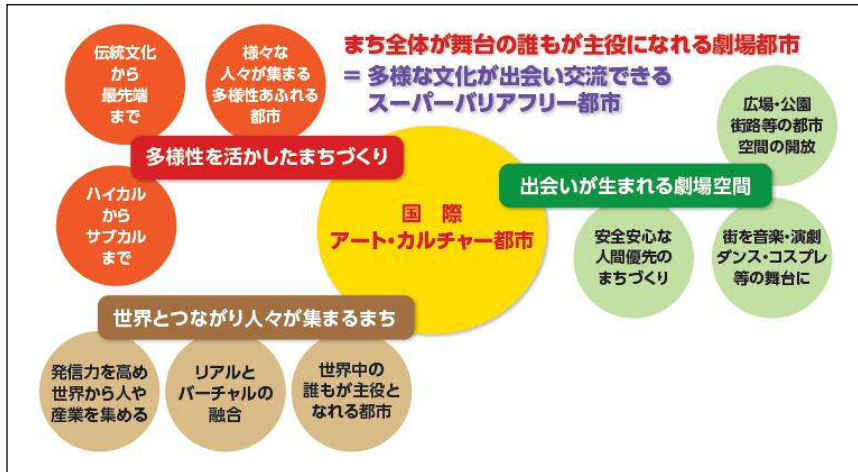 まち全体が舞台の誰もが主役になれる劇場都市
= 多様な文化が出会い交流できる
スーパーバリアフリー都市
伝統文化
から
最先端
まで
様々な
人々が集まる
多様性あふれる
都市
多様性を活かしたまちづくり
ハイカル
から
サブカル
まで
国際
アート・カルチャー都市
広場・公園
街路等の都市
空間の開放
出会いが生まれる劇場空間
安全安心な
人間優先の
まちづくり
街を音楽・演劇
ダンス・コスプレ
等の舞台に
世界とつながり人々が集まるまち
発信力を高め
世界から人や
産業を集める
リアルと
バーチャルの
融合
世界中の
誰もが主役と
なれる都市